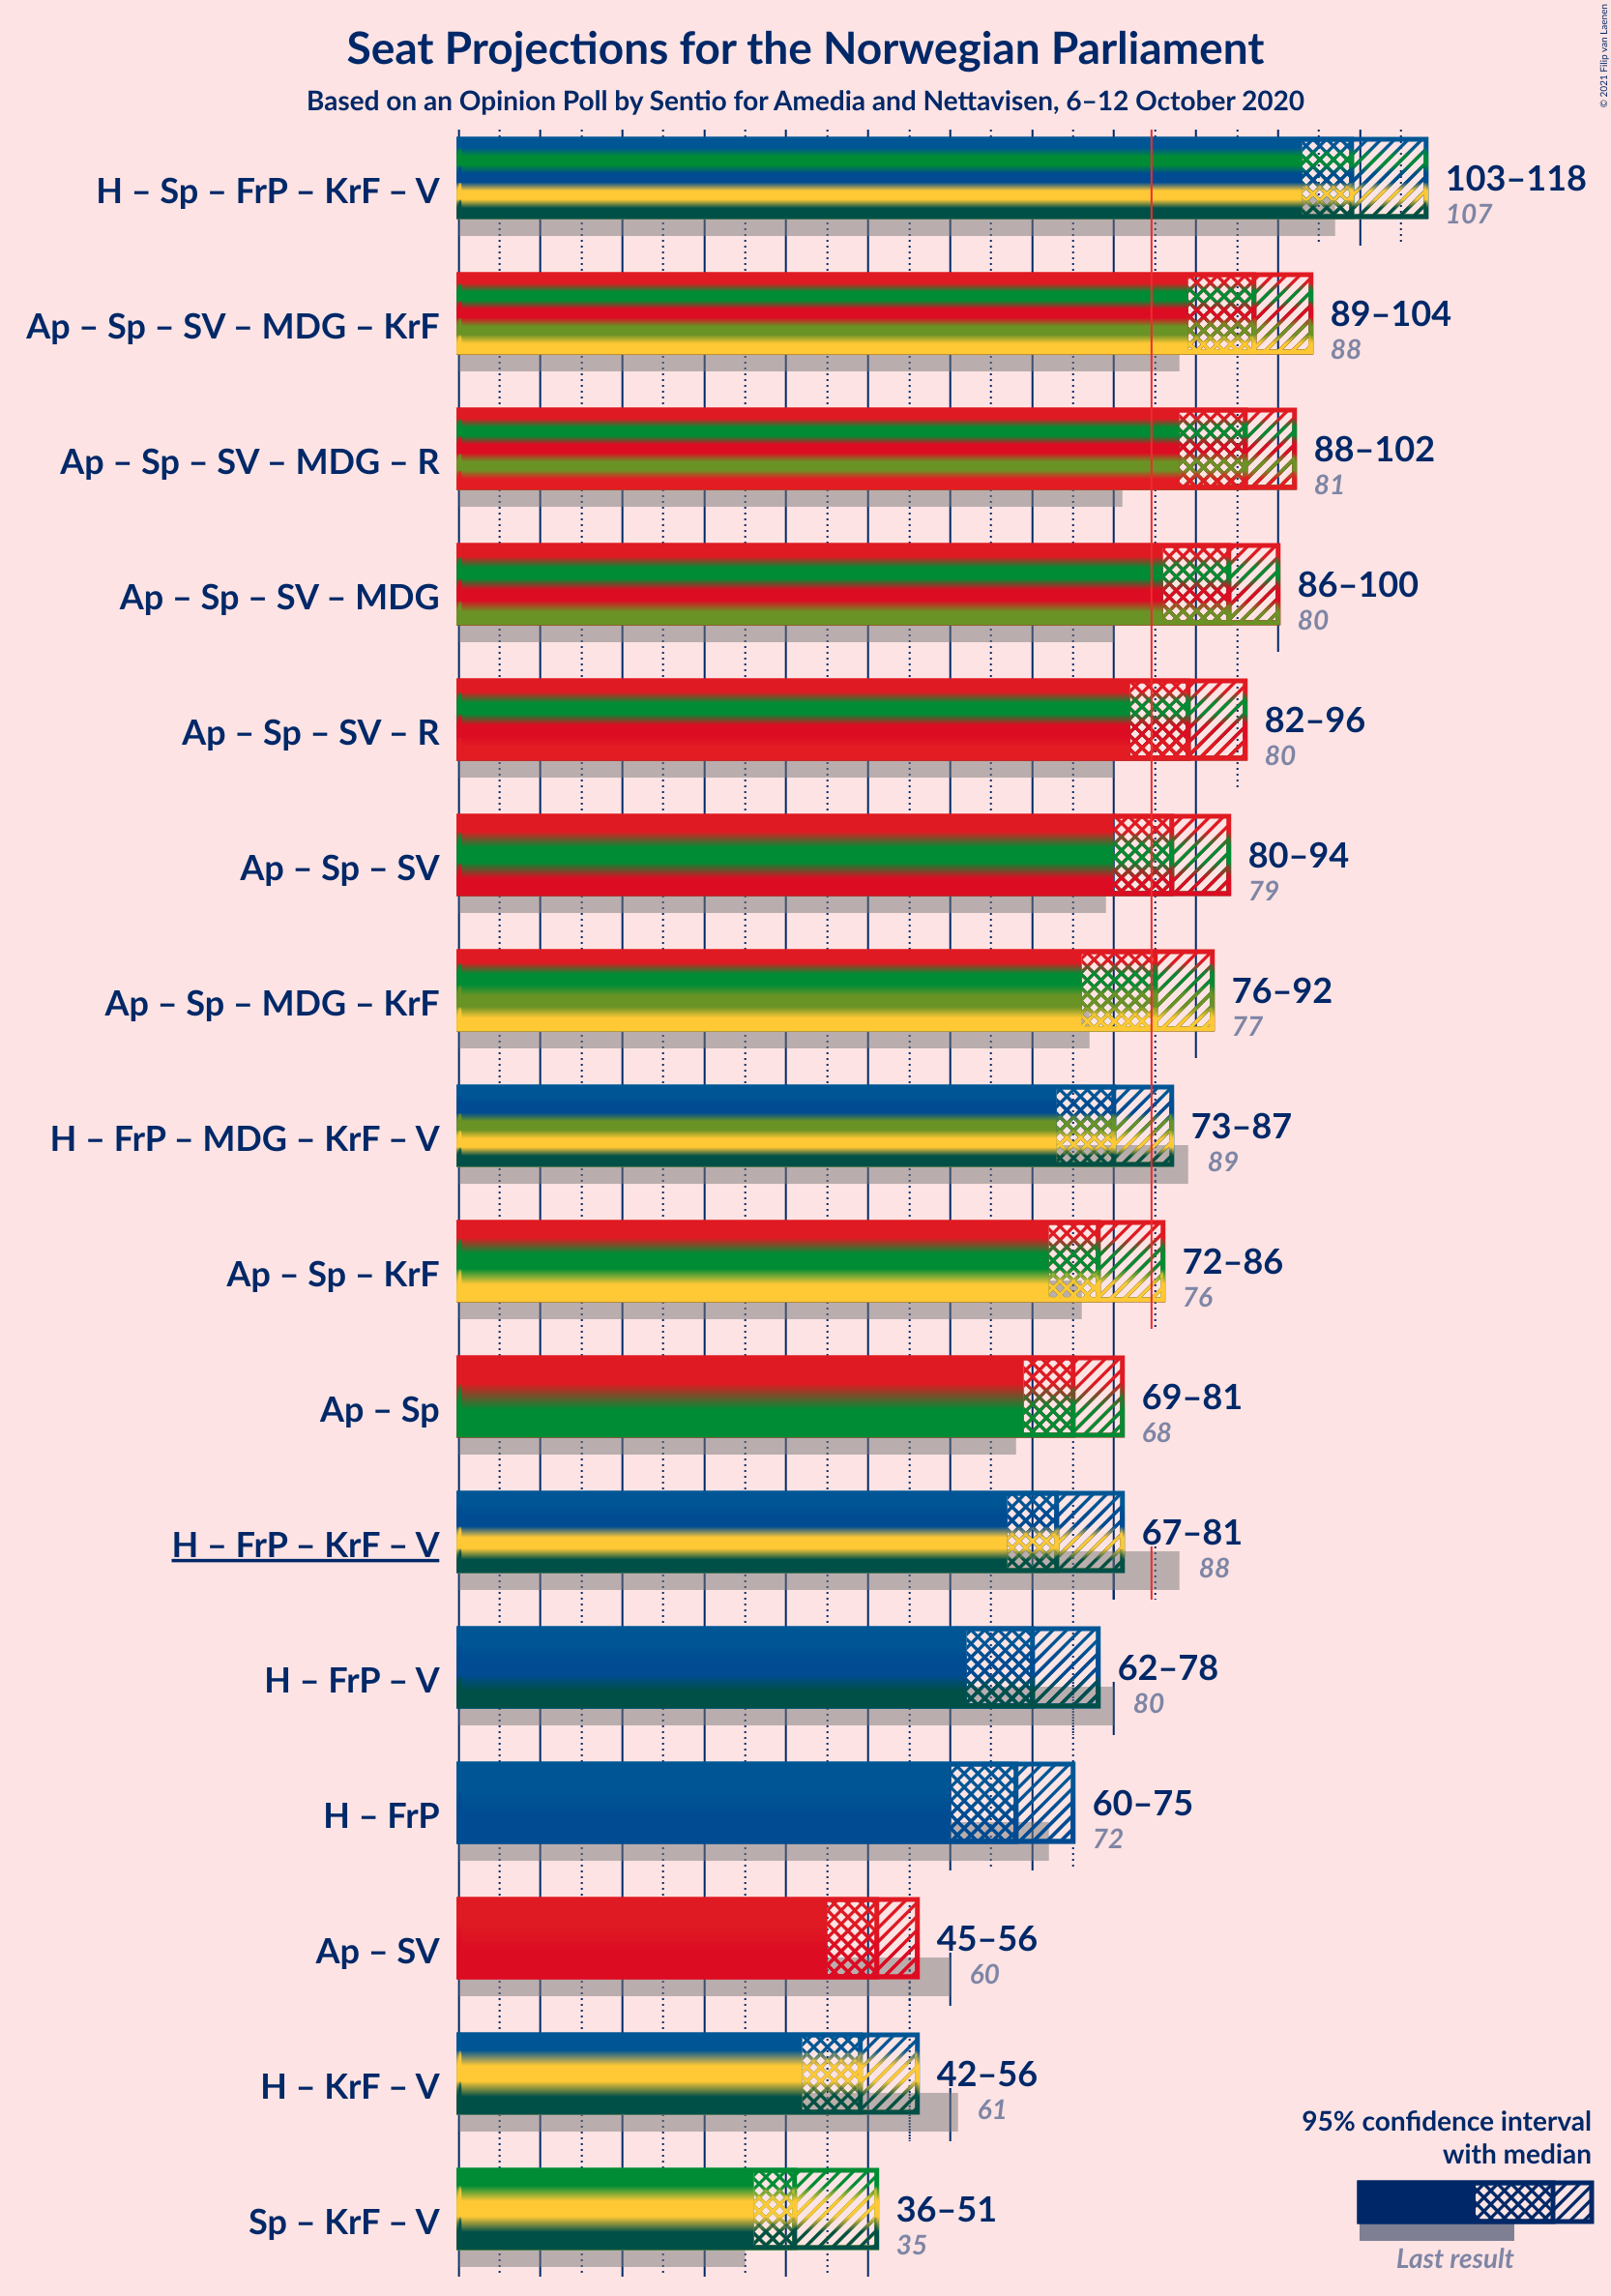 Seat Projections for the Norwegian Parliament
Based on an Opinion Poll by Sentio for Amedia and Nettavisen, 6–12 October 2020
© 2021 Filip van Laenen
H – Sp – FrP – KrF – V
103–118
107
Ap – Sp – SV – MDG – KrF
89–104
88
Ap – Sp – SV – MDG – R
88–102
81
Ap – Sp – SV – MDG
86–100
80
Ap – Sp – SV – R
82–96
80
Ap – Sp – SV
80–94
79
Ap – Sp – MDG – KrF
76–92
77
H – FrP – MDG – KrF – V
73–87
89
Ap – Sp – KrF
72–86
76
Ap – Sp
69–81
68
H – FrP – KrF – V
67–81
88
H – FrP – V
62–78
80
H – FrP
60–75
72
Ap – SV
45–56
60
H – KrF – V
42–56
61
Sp – KrF – V
36–51
35
95% confidence interval
with median
Last result